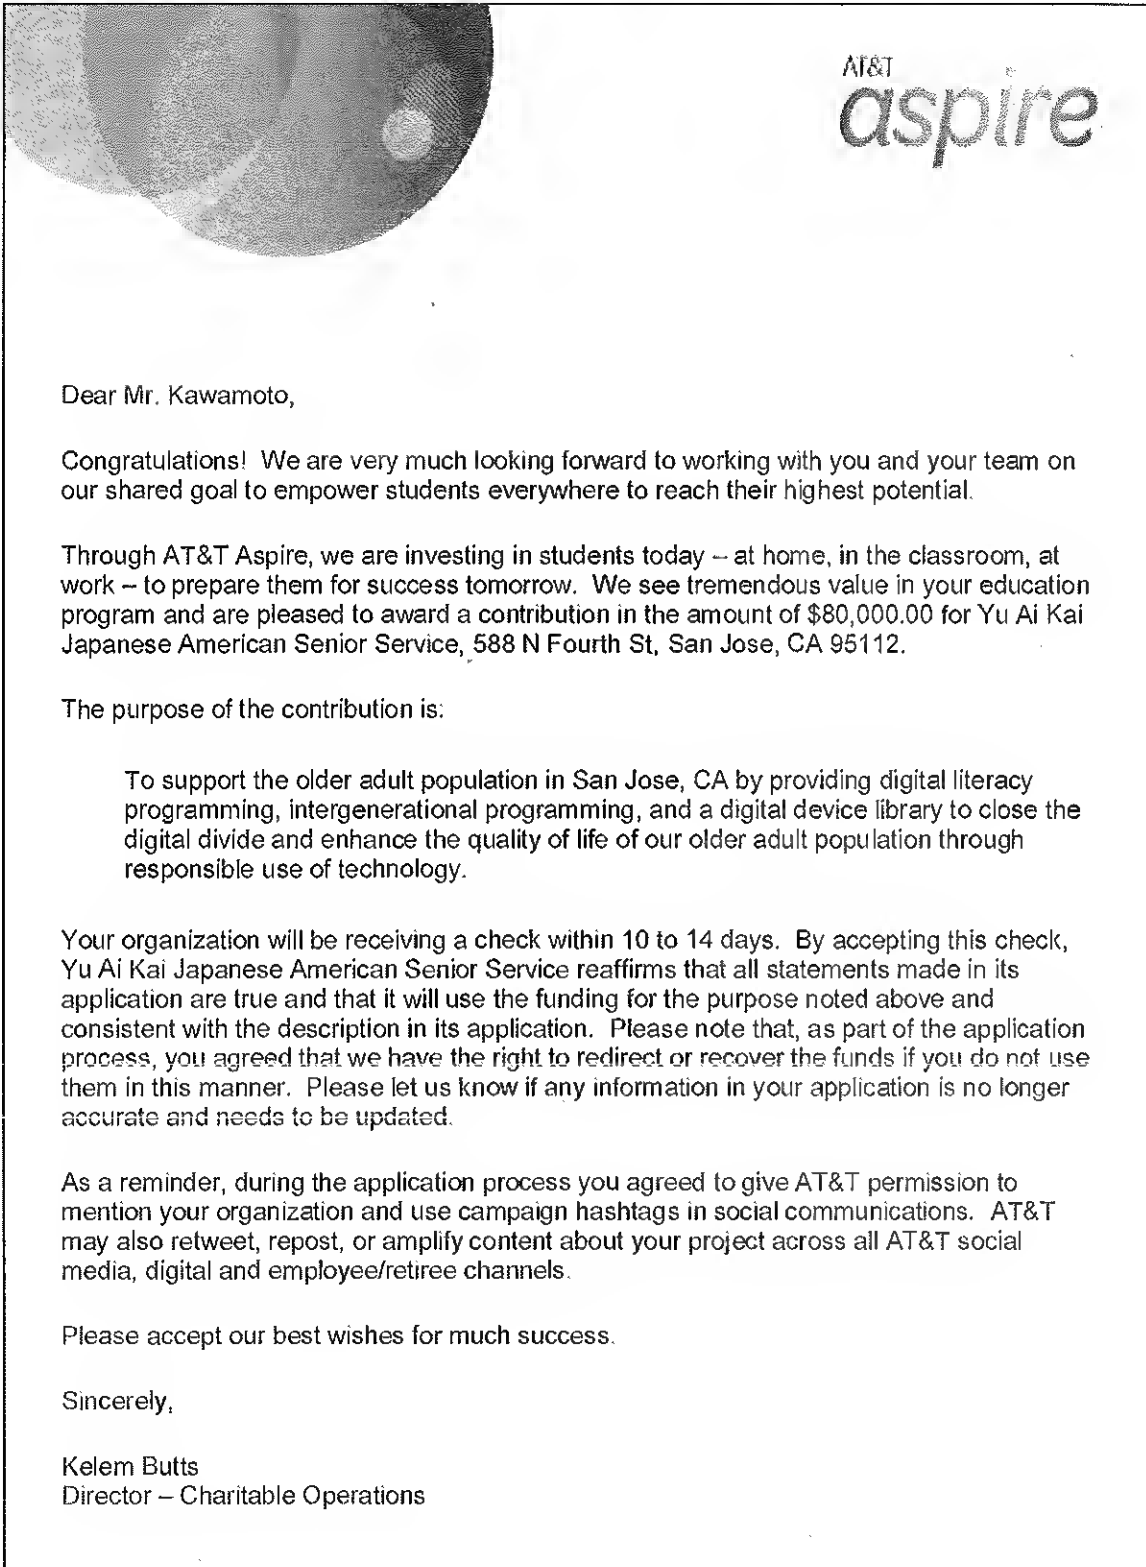 AT&T
aspire
Dear Mr. Kawamoto,
Congratulations! We are very much looking forward to working with you and your team on
our shared goal to empower students everywhere to reach their highest potential.
Through AT&T Aspire, we are investing in students today – at home, in the classroom, at
work – to prepare them for success tomorrow. We see tremendous value in your education
program and are pleased to award a contribution in the amount of $80,000.00 for Yu Ai Kai
Japanese American Senior Service, 588 N Fourth St, San Jose, CA 95112.
The purpose of the contribution is:
To support the older adult population in San Jose, CA by providing digital literacy
programming, intergenerational programming, and a digital device library to close the
digital divide and enhance the quality of life of our older adult population through
responsible use of technology.
Your organization will be receiving a check within 10 to 14 days. By accepting this check,
Yu Ai Kai Japanese American Senior Service reaffirms that all statements made in its
application are true and that it will use the funding for the purpose noted above and
consistent with the description in its application. Please note that, as part of the application
process, you agreed that we have the right to redirect or recover the funds if you do not use
them in this manner. Please let us know if any information in your application is no longer
accurate and needs to be updated.
As a reminder, during the application process you agreed to give AT&T permission to
mention your organization and use campaign hashtags in social communications. AT&T
may also retweet, repost, or amplify content about your project across all AT&T social
media, digital and employee/retiree channels.
Please accept our best wishes for much success.
Sincerely,
Kelem Butts
Director – Charitable Operations